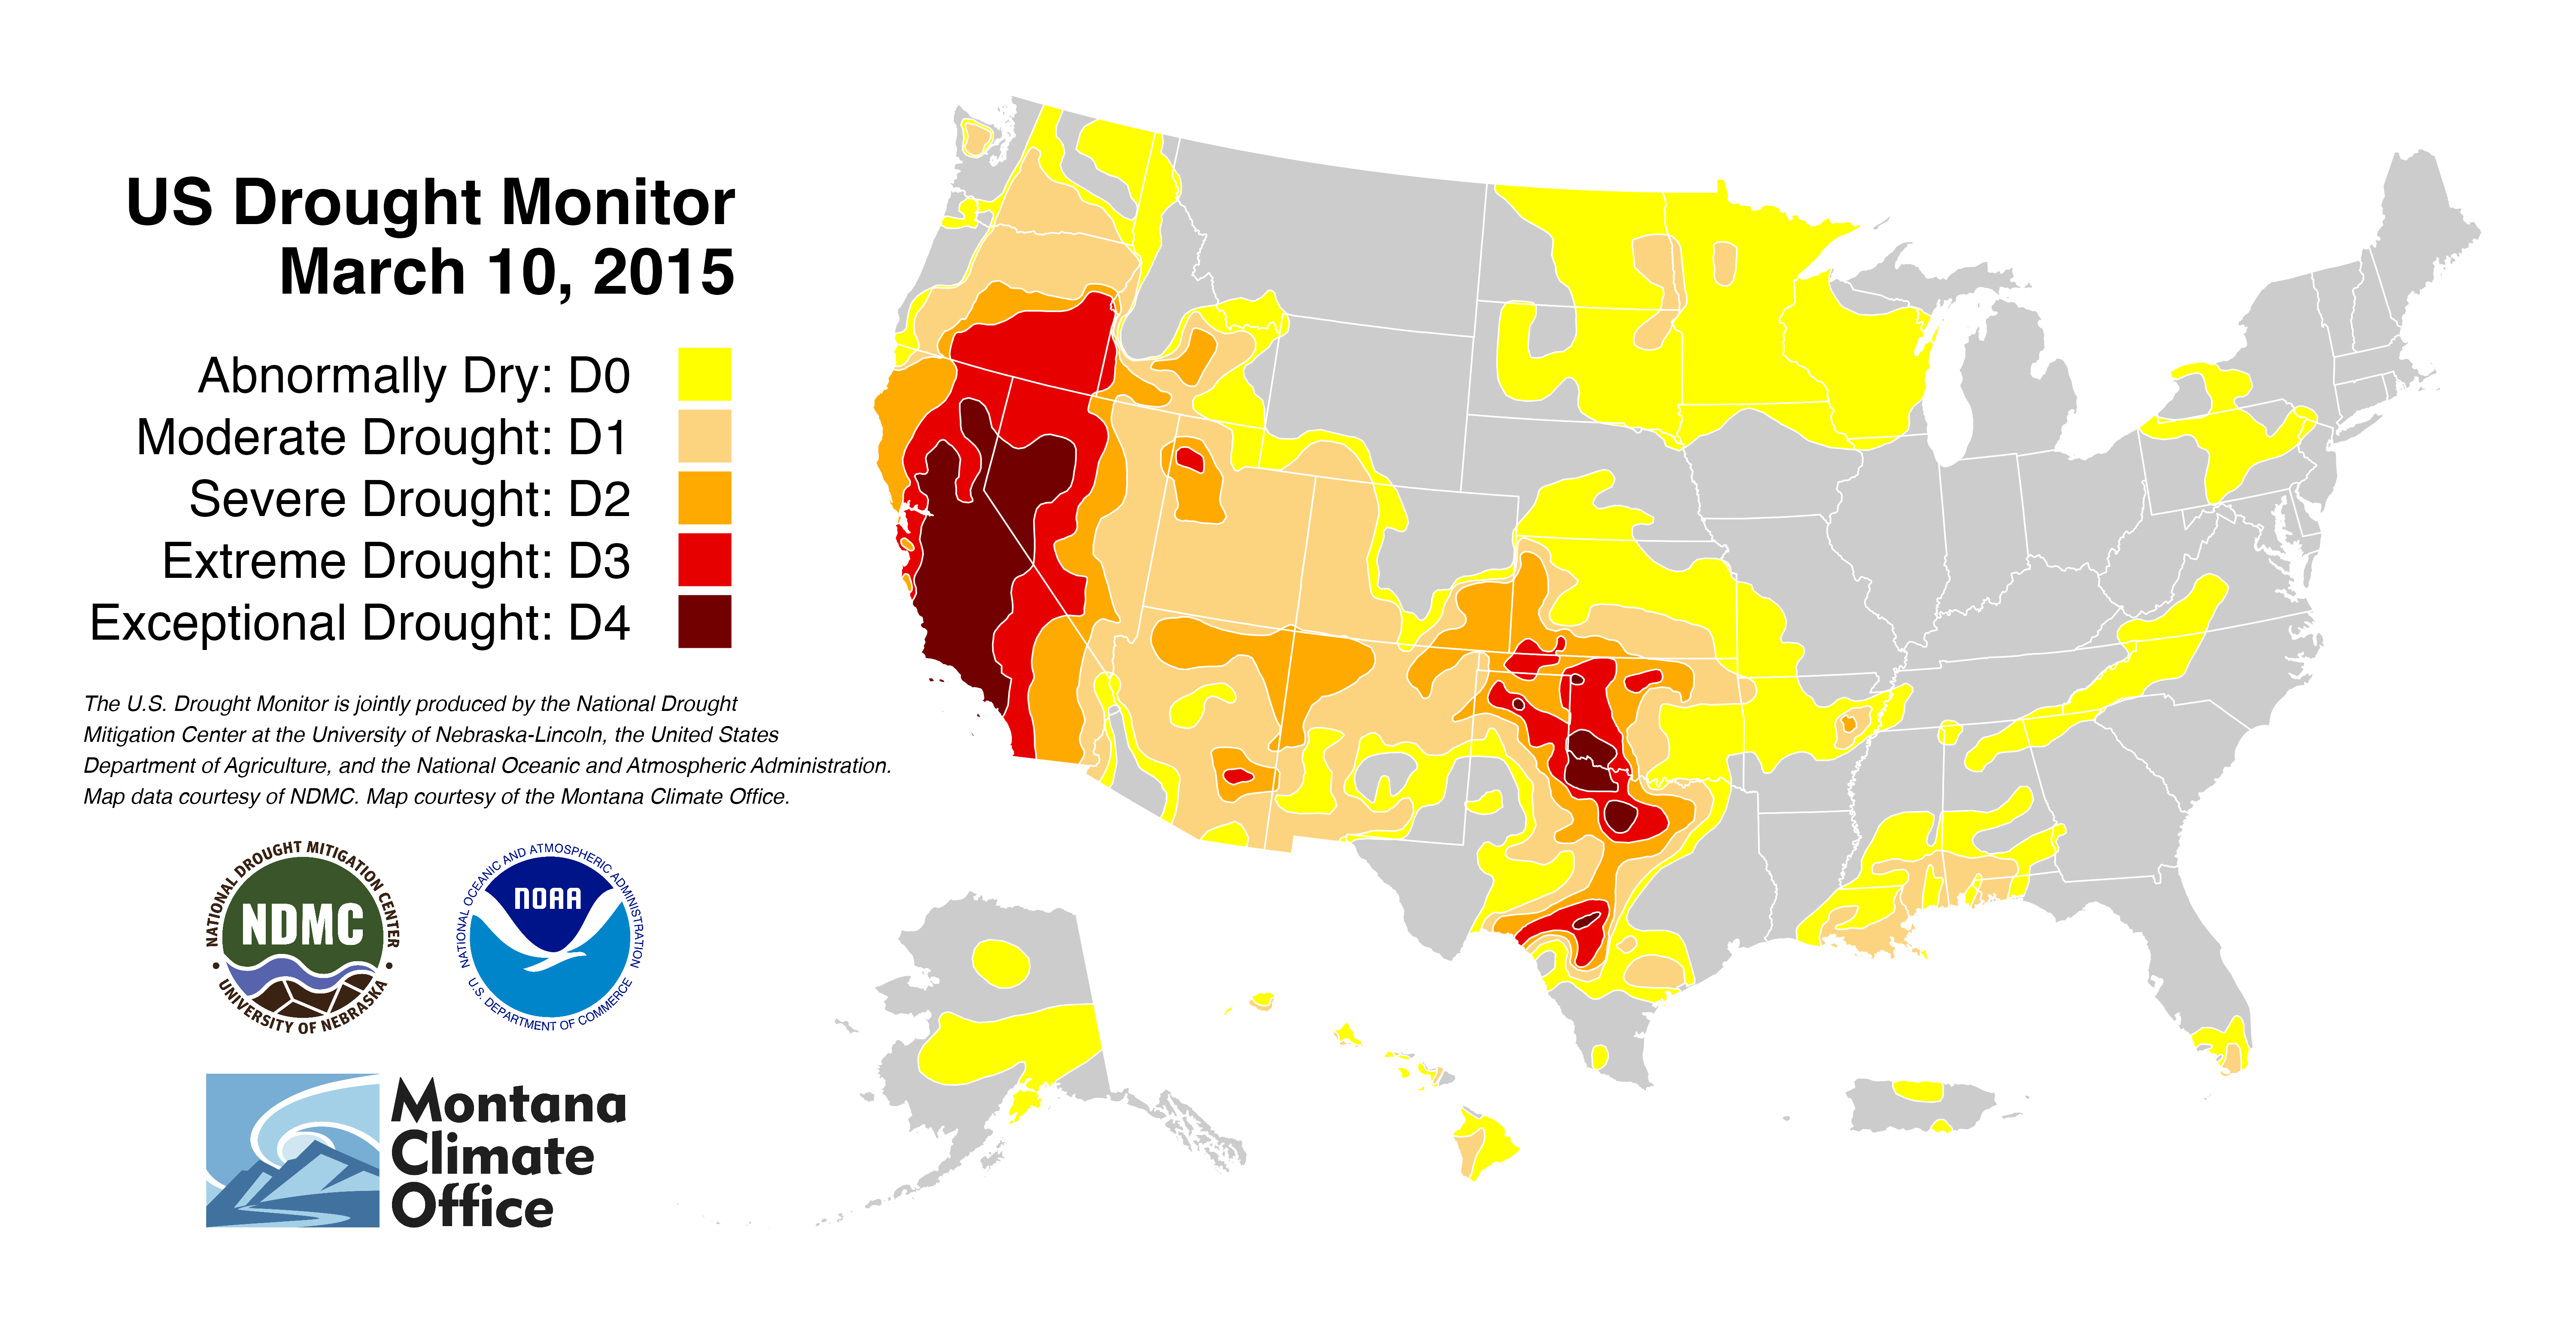 US Drought Monitor
March 10, 2015
Abnormally Dry: D0
Moderate Drought: D1
Severe Drought: D2
Extreme Drought: D3
Exceptional Drought: D4
The U.S. Drought Monitor is jointly produced by the National Drought
Mitigation Center at the University of Nebraska-Lincoln, the United States
Department of Agriculture, and the National Oceanic and Atmospheric Administration.
Map data courtesy of NDMC. Map courtesy of the Montana Climate Office.
NATIONAL DROUGHT MITIGATION CENTER
NDMC
UNIVERSITY OF NEBRASKA
NATIONAL OCEANIC AND ATMOSPHERIC ADMINISTRATION
NOAA
U.S. DEPARTMENT OF COMMERCE
Montana
Climate
Office